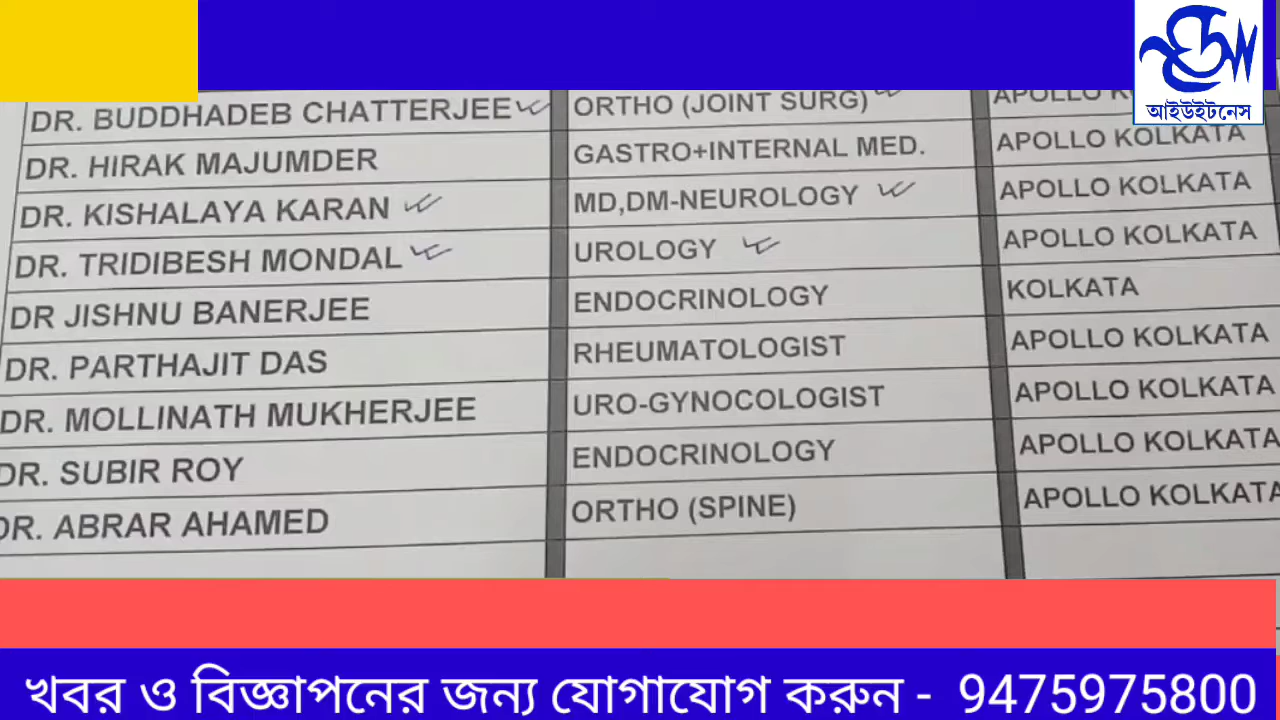 আইউইটনেস
DR. BUDDHADEB CHATTERJEE ORTHO (JOINT SURG) APOLLO
DR. HIRAK MAJUMDER GASTRO+INTERNAL MED. APOLLO KOLKATA
DR. KISHALAYA KARAN MD,DM-NEUROLOGY APOLLO KOLKATA
DR. TRIDIBESH MONDAL UROLOGY APOLLO KOLKATA
DR JISHNU BANERJEE ENDOCRINOLOGY KOLKATA
DR. PARTHAJIT DAS RHEUMATOLOGIST APOLLO KOLKATA
DR. MOLLINATH MUKHERJEE URO-GYNOCOLOGIST APOLLO KOLKATA
DR. SUBIR ROY ENDOCRINOLOGY APOLLO KOLKATA
DR. ABRAR AHAMED ORTHO (SPINE) APOLLO KOLKATA
খবর ও বিজ্ঞাপনের জন্য যোগাযোগ করুন - 9475975800